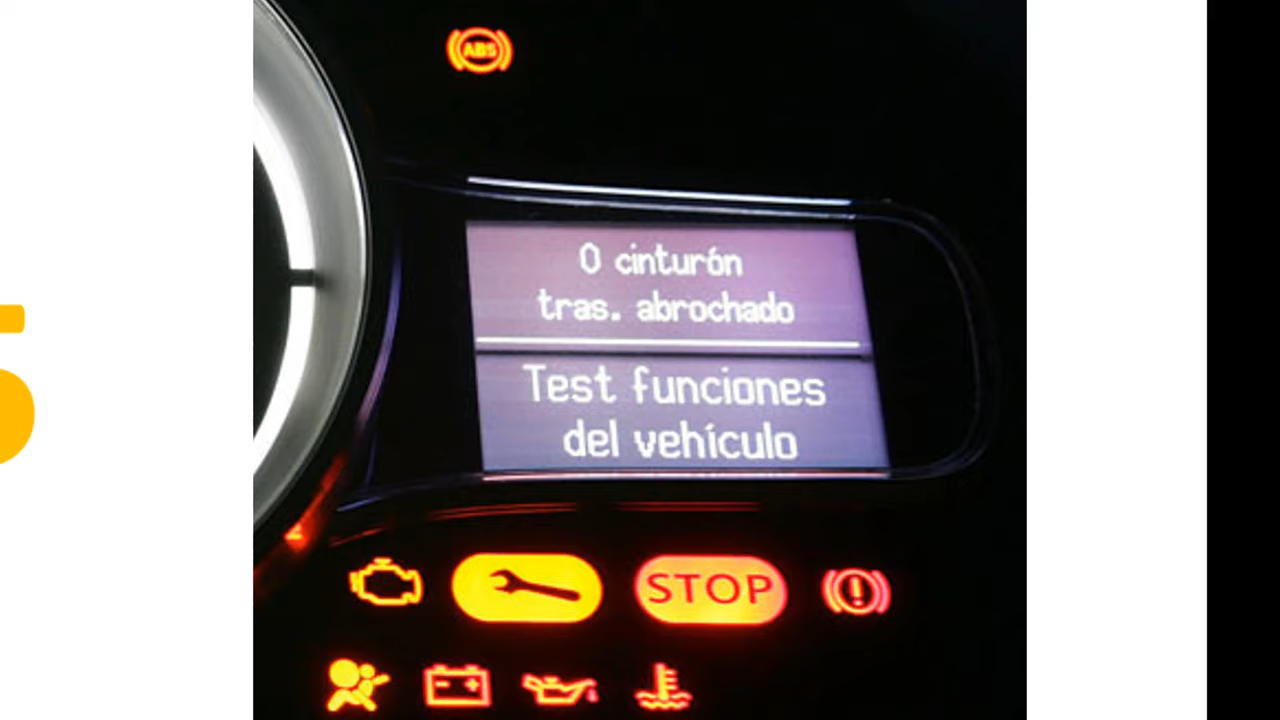 ABS
0 cinturón
tras. abrochado
Test funciones
del vehículo
STOP